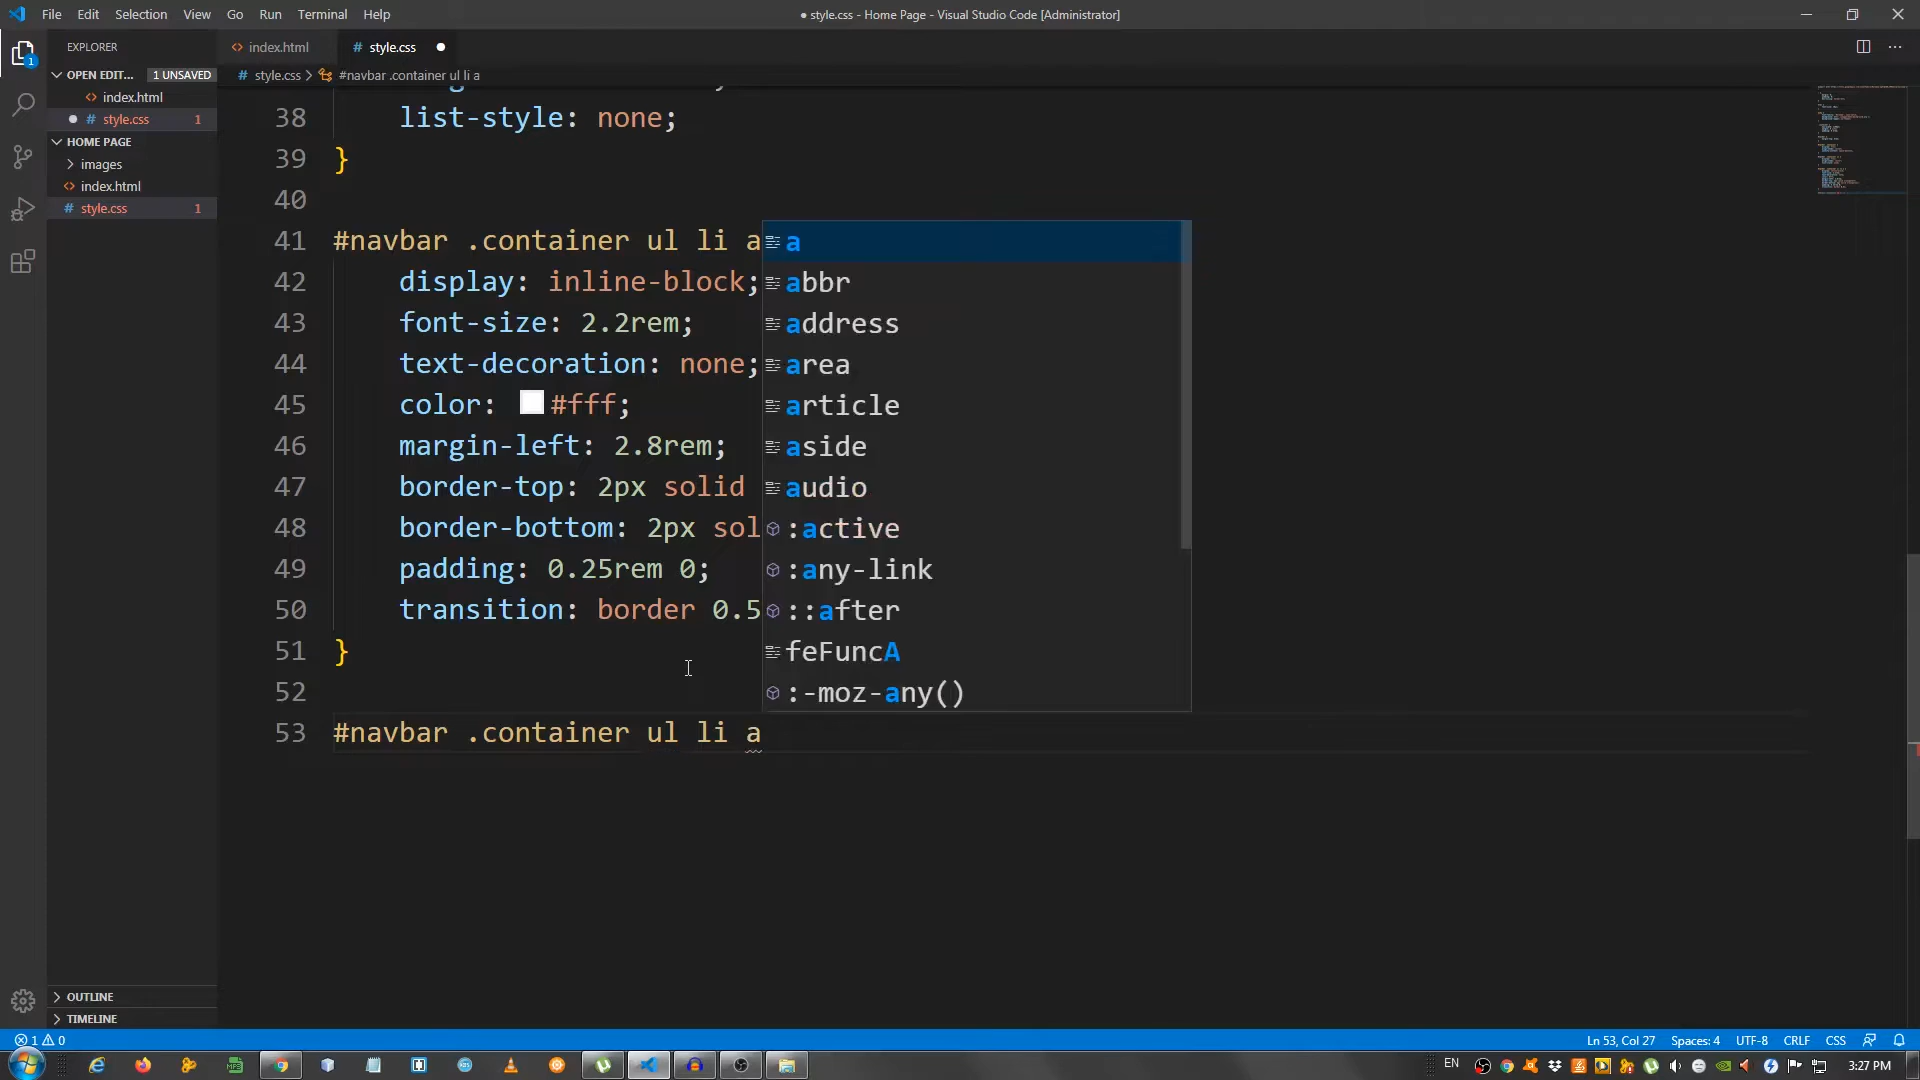 File Edit Selection View Go Run Terminal Help
● style.css - Home Page - Visual Studio Code [Administrator]
EXPLORER
index.html
# style.css ●
1
OPEN EDIT... 1 UNSAVED
# style.css > #navbar .container ul li a
index.html
● # style.css 1
HOME PAGE
images
index.html
# style.css 1
38 list-style: none;
39 }
40
41 #navbar .container ul li a
42 display: inline-block;
43 font-size: 2.2rem;
44 text-decoration: none;
45 color: #fff;
46 margin-left: 2.8rem;
47 border-top: 2px solid
48 border-bottom: 2px sol
49 padding: 0.25rem 0;
50 transition: border 0.5
51 }
52
53 #navbar .container ul li a
a
abbr
address
area
article
aside
audio
:active
:any-link
::after
feFuncA
:-moz-any()
OUTLINE
TIMELINE
1 0
Ln 53, Col 27 Spaces: 4 UTF-8 CRLF CSS
EN
3:27 PM